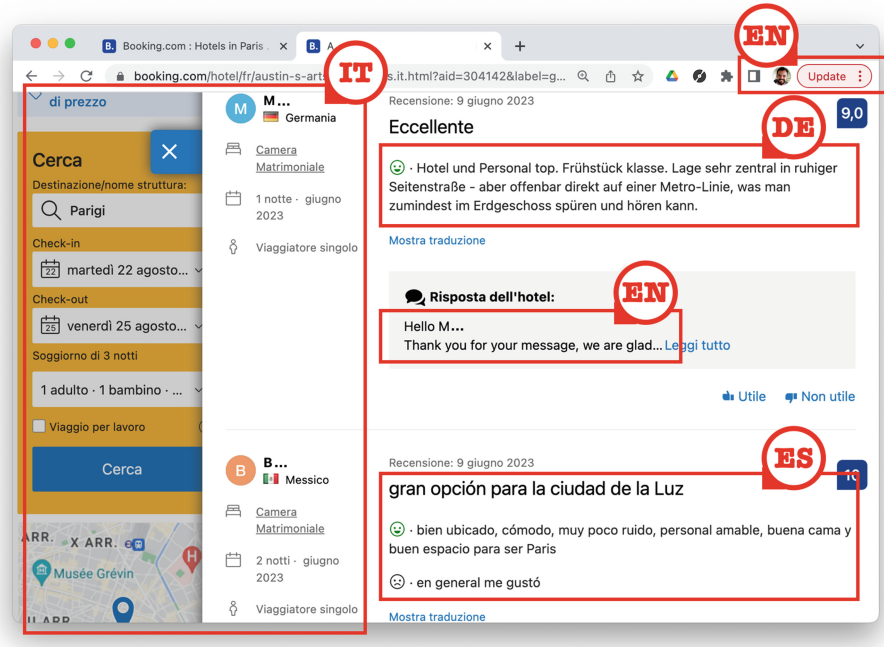 EN
B. Booking.com : Hotels in Paris
B. A
IT
booking.com/hotel/fr/austin-s-arts
s.it.html?aid=304142&label=g...
Update
di prezzo
Cerca
Destinazione/nome struttura:
Parigi
Check-in
22
martedì 22 agosto...
Check-out
25
venerdì 25 agosto...
Soggiorno di 3 notti
1 adulto · 1 bambino · ...
Viaggio per lavoro
Cerca
ARR.
X ARR.
Musée Grévin
H
II ARR
M
M...
Germania
Camera
Matrimoniale
1 notte · giugno
2023
Viaggiatore singolo
Recensione: 9 giugno 2023
Eccellente
9,0
DE
· Hotel und Personal top. Frühstück klasse. Lage sehr zentral in ruhiger
Seitenstraße - aber offenbar direkt auf einer Metro-Linie, was man
zumindest im Erdgeschoss spüren und hören kann.
Mostra traduzione
Risposta dell'hotel:
EN
Hello M...
Thank you for your message, we are glad... Leggi tutto
Utile
Non utile
B
B...
Messico
Camera
Matrimoniale
2 notti · giugno
2023
Viaggiatore singolo
Recensione: 9 giugno 2023
gran opción para la ciudad de la Luz
ES
10
· bien ubicado, cómodo, muy poco ruido, personal amable, buena cama y
buen espacio para ser Paris
· en general me gustó
Mostra traduzione